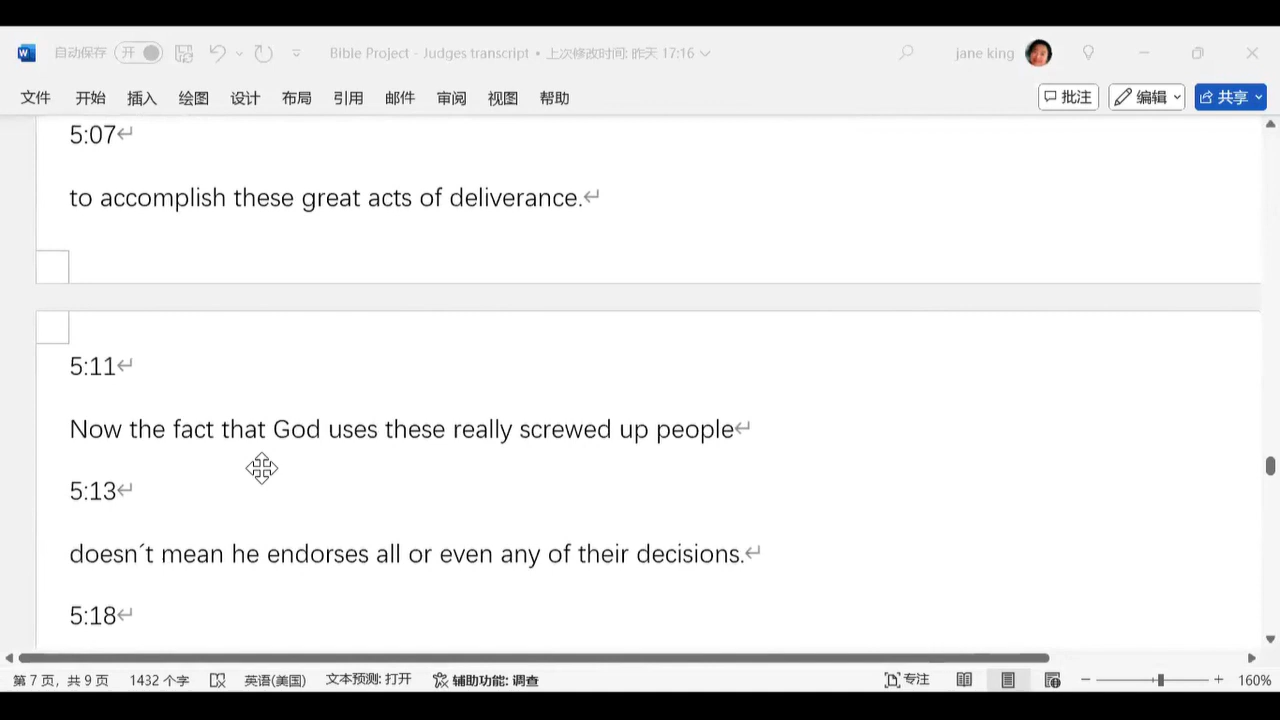 自动保存 开 Bible Project - Judges transcript • 上次修改时间: 昨天 17:16 jane king
文件 开始 插入 绘图 设计 布局 引用 邮件 审阅 视图 帮助 批注 编辑 共享
5:07
to accomplish these great acts of deliverance.
5:11
Now the fact that God uses these really screwed up people
5:13
doesn´t mean he endorses all or even any of their decisions.
5:18
第 7 页，共 9 页 1432 个字 英语(美国) 文本预测: 打开 辅助功能: 调查 专注 160%